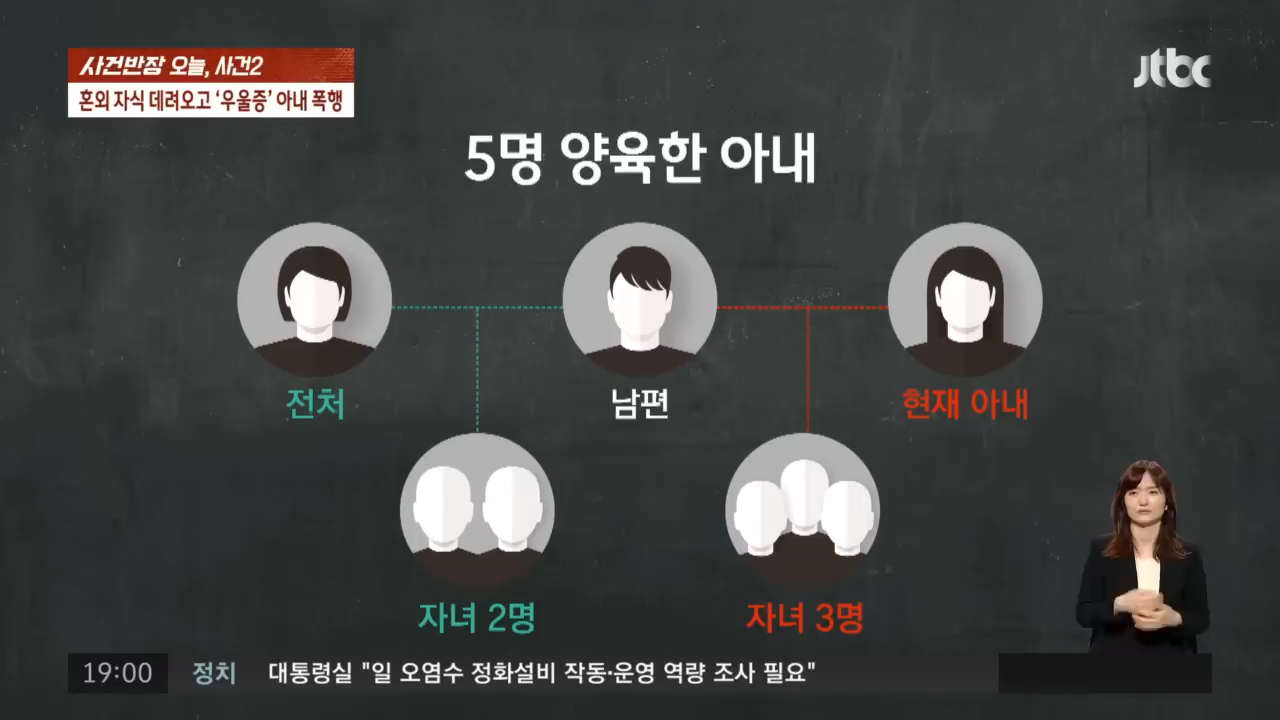 사건반장 오늘, 사건2
혼외 자식 데려오고 ‘우울증’ 아내 폭행
jtbc
5명 양육한 아내
전처
남편
현재 아내
자녀 2명
자녀 3명
19:00 정치 대통령실 "일 오염수 정화설비 작동·운영 역량 조사 필요"